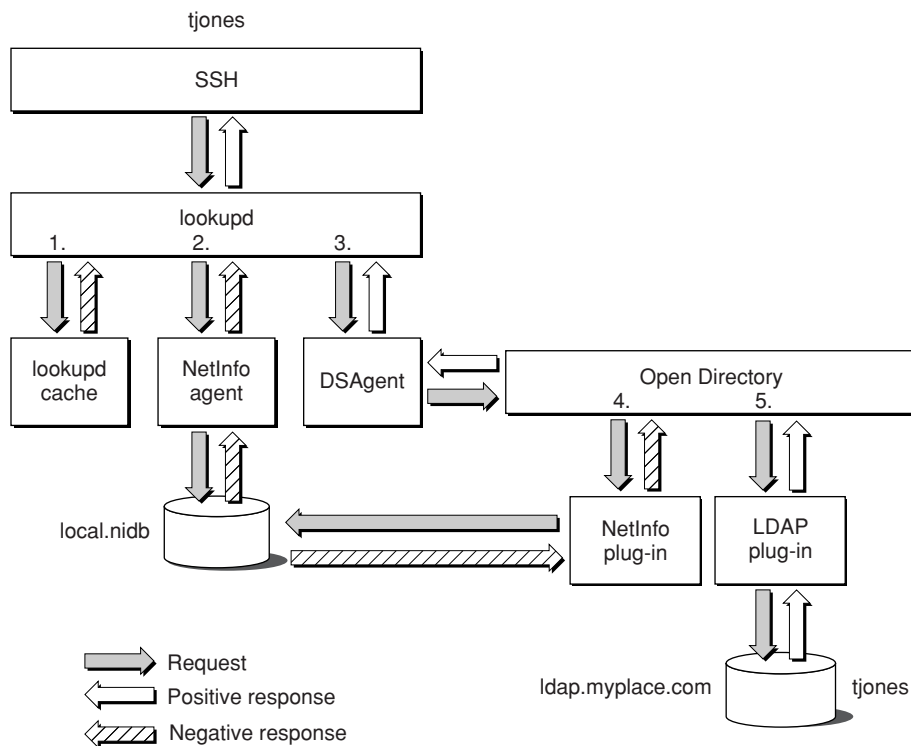 tjones
SSH
lookupd
1.
2.
3.
lookupd
cache
NetInfo
agent
DSAgent
Open Directory
4.
5.
local.nidb
NetInfo
plug-in
LDAP
plug-in
Request
Positive response
Negative response
ldap.myplace.com
tjones